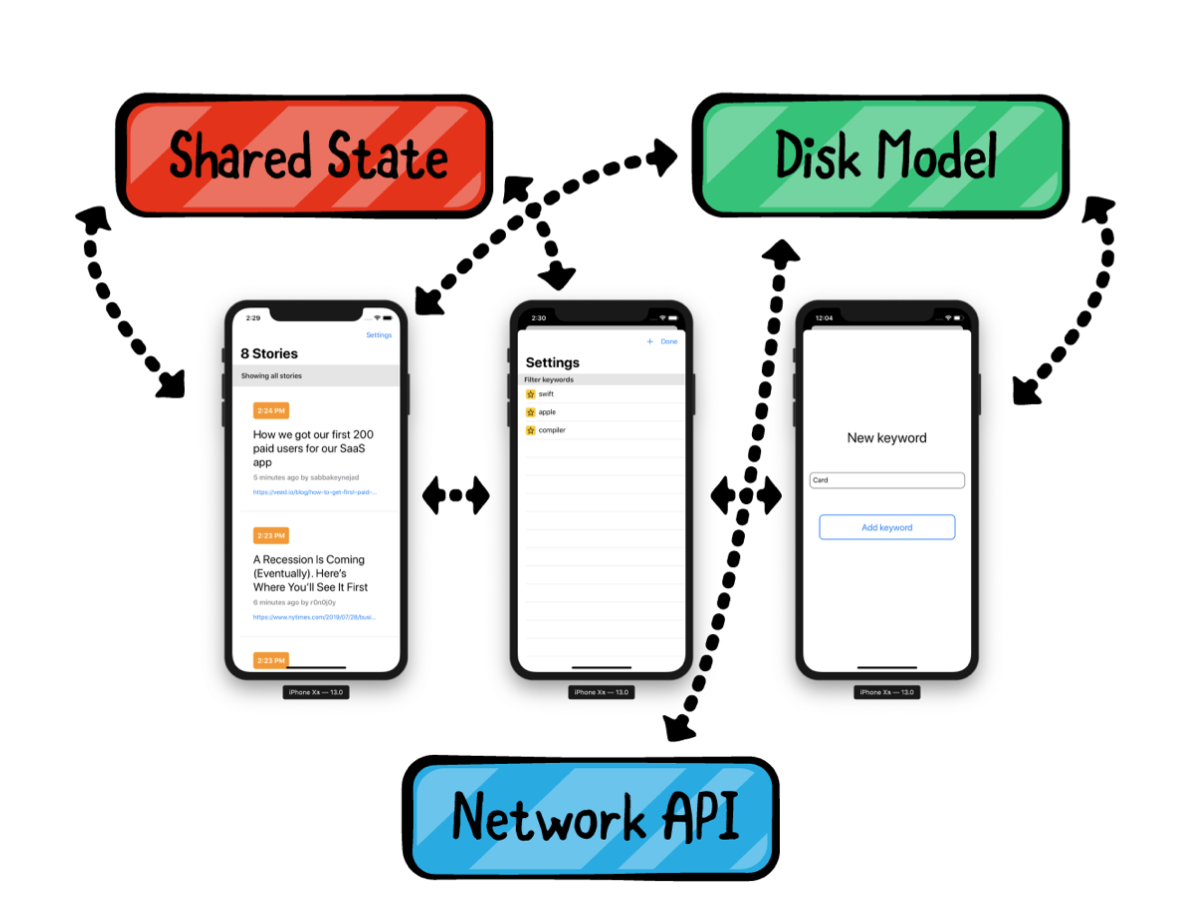 Shared State
Disk Model
2:29
Settings
8 Stories
Showing all stories
2:24 PM
How we got our first 200
paid users for our SaaS
app
5 minutes ago by sabbakeynejad
https://veed.io/blog/how-to-get-first-paid-...
2:23 PM
A Recession Is Coming
(Eventually). Here's
Where You'll See It First
6 minutes ago by r0n0j0y
https://www.nytimes.com/2019/07/28/busi...
2:23 PM
iPhone Xʀ — 13.0
2:30
+ Done
Settings
Filter keywords
swift
apple
compiler
iPhone Xʀ — 13.0
12:04
New keyword
Card
Add keyword
iPhone Xʀ — 13.0
Network API